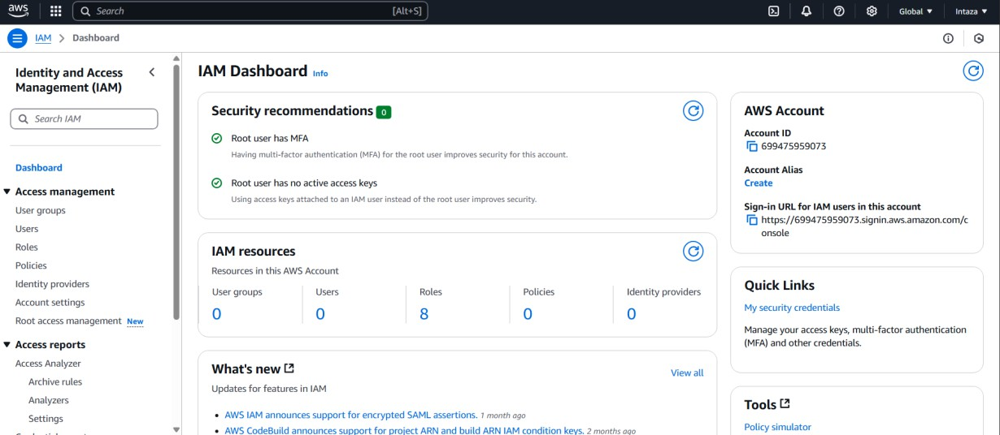 aws
Search [Alt+S]
Global
Intaza
IAM
Dashboard
Identity and Access
Management (IAM)
Search IAM
Dashboard
Access management
User groups
Users
Roles
Policies
Identity providers
Account settings
Root access management New
Access reports
Access Analyzer
Archive rules
Analyzers
Settings
IAM Dashboard Info
Security recommendations 0
Root user has MFA
Having multi-factor authentication (MFA) for the root user improves security for this account.
Root user has no active access keys
Using access keys attached to an IAM user instead of the root user improves security.
IAM resources
Resources in this AWS Account
User groups
0
Users
0
Roles
8
Policies
0
Identity providers
0
What's new
View all
Updates for features in IAM
AWS IAM announces support for encrypted SAML assertions. 1 month ago
AWS CodeBuild announces support for project ARN and build ARN IAM condition keys. 2 months ago
AWS Account
Account ID
699475959073
Account Alias
Create
Sign-in URL for IAM users in this account
https://699475959073.signin.aws.amazon.com/c
onsole
Quick Links
My security credentials
Manage your access keys, multi-factor authentication
(MFA) and other credentials.
Tools
Policy simulator